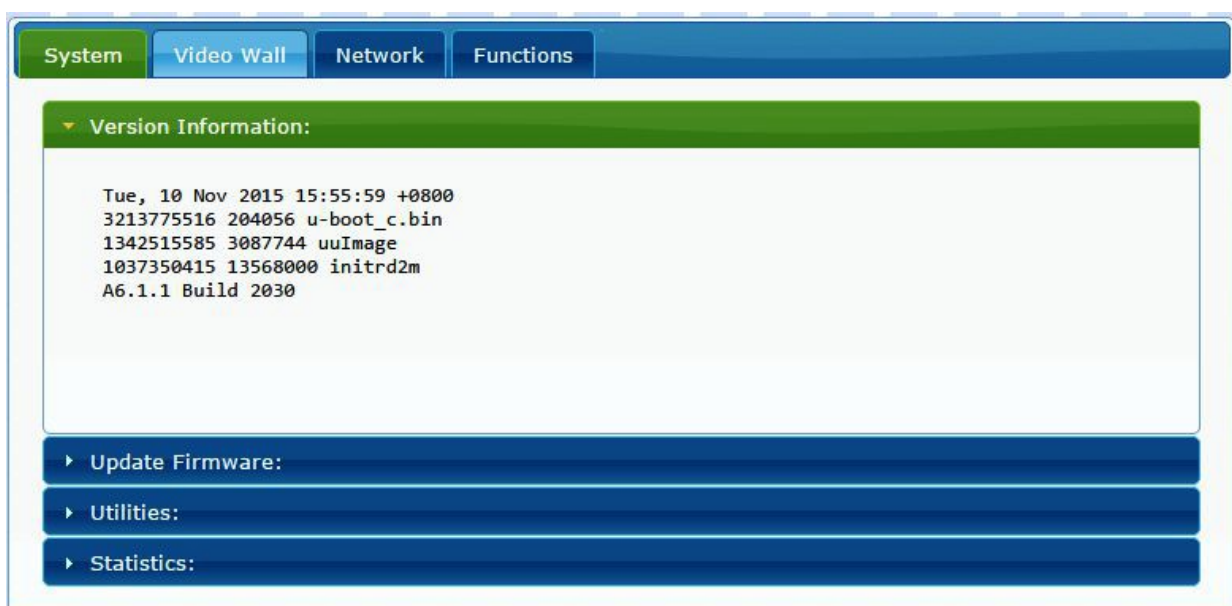 System Video Wall Network Functions
Version Information:
Tue, 10 Nov 2015 15:55:59 +0800
3213775516 204056 u-boot_c.bin
1342515585 3087744 uuImage
1037350415 13568000 initrd2m
A6.1.1 Build 2030
Update Firmware:
Utilities:
Statistics: